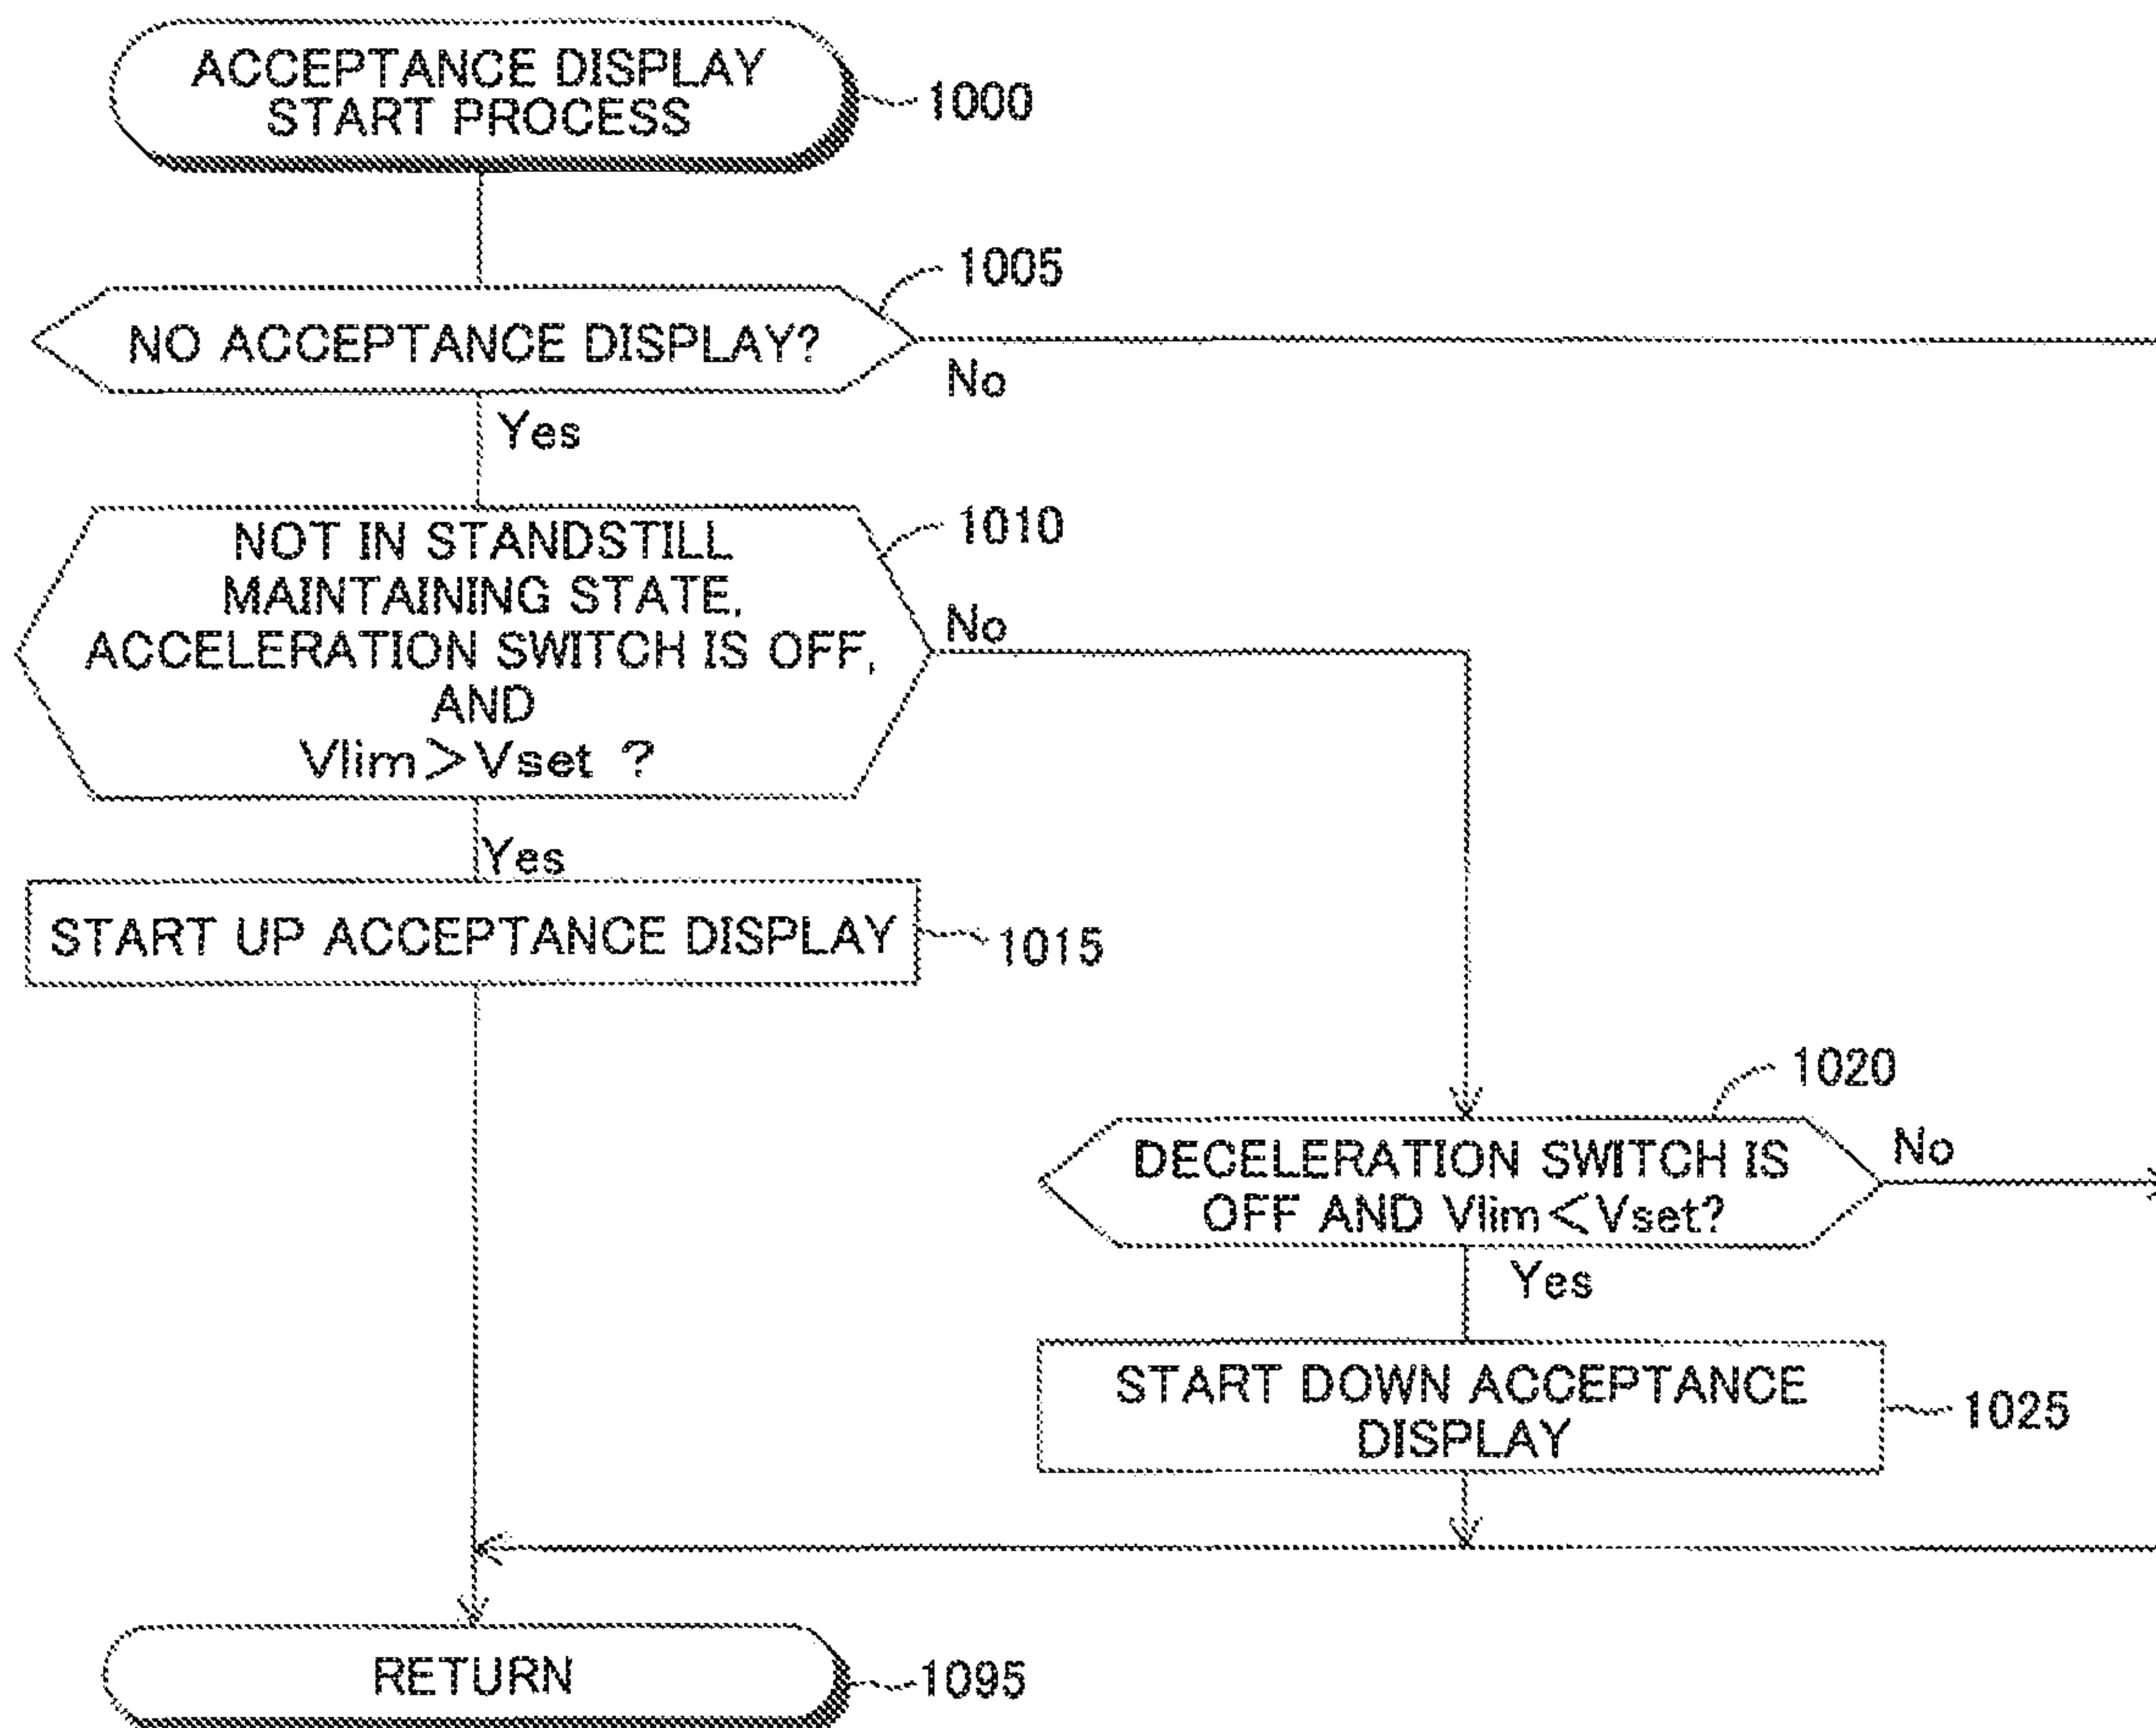 ACCEPTANCE DISPLAY
START PROCESS
1000
1005
NO ACCEPTANCE DISPLAY?
No
Yes
1010
NOT IN STANDSTILL
MAINTAINING STATE,
ACCELERATION SWITCH IS OFF,
AND
Vlim>Vset ?
No
Yes
START UP ACCEPTANCE DISPLAY
1015
1020
DECELERATION SWITCH IS
OFF AND Vlim<Vset?
No
Yes
START DOWN ACCEPTANCE
DISPLAY
1025
RETURN
1095